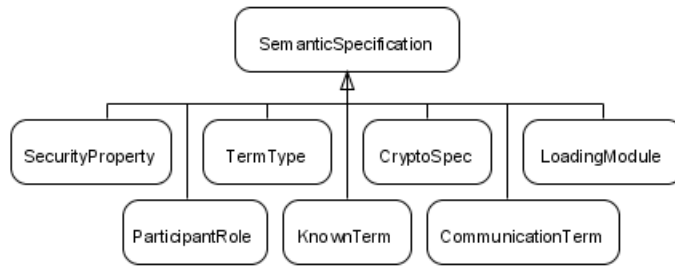 SemanticSpecification
SecurityProperty
TermType
CryptoSpec
LoadingModule
ParticipantRole
KnownTerm
CommunicationTerm